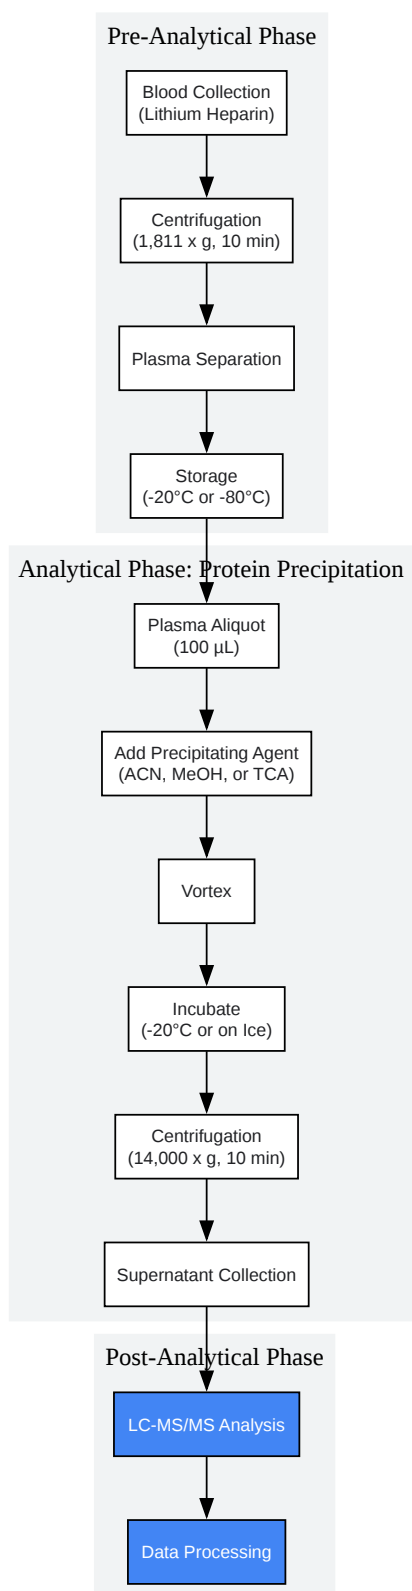 Pre-Analytical Phase
Blood Collection
(Lithium Heparin)
Centrifugation
(1,811 x g, 10 min)
Plasma Separation
Storage
(-20°C or -80°C)
Analytical Phase: Protein Precipitation
Plasma Aliquot
(100 µL)
Add Precipitating Agent
(ACN, MeOH, or TCA)
Vortex
Incubate
(-20°C or on Ice)
Centrifugation
(14,000 x g, 10 min)
Supernatant Collection
Post-Analytical Phase
LC-MS/MS Analysis
Data Processing